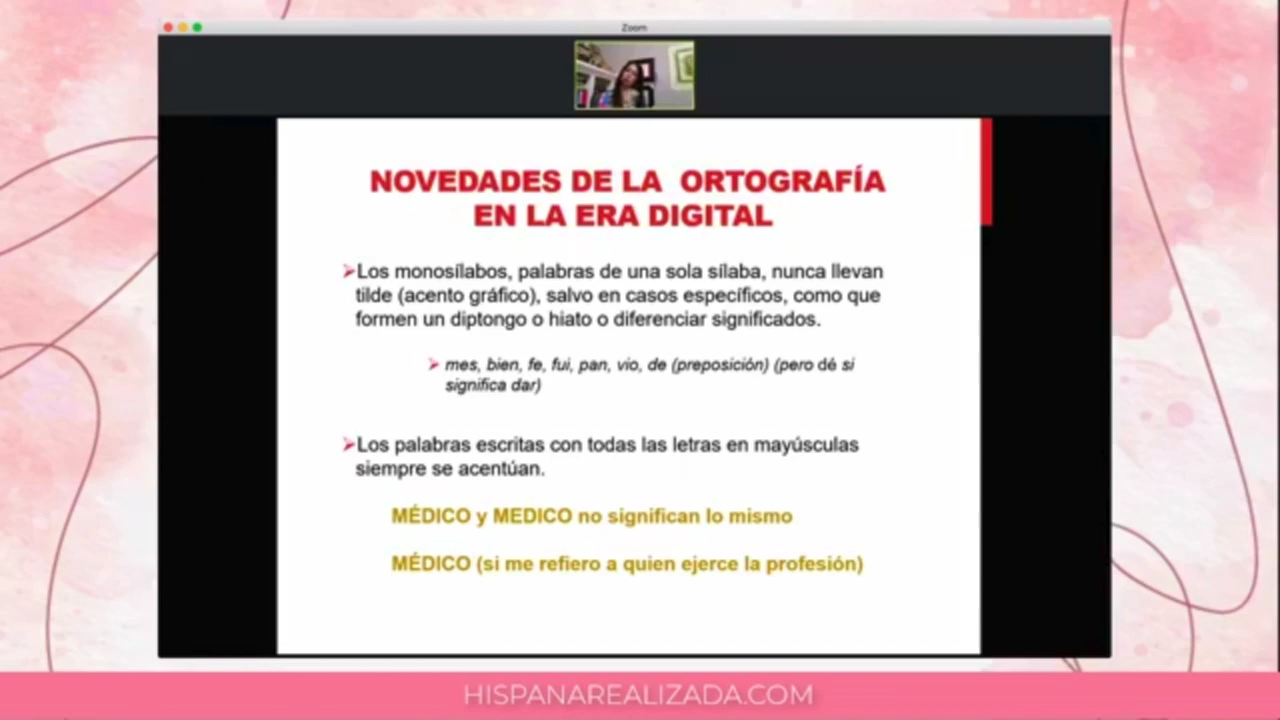 Zoom
NOVEDADES DE LA ORTOGRAFÍA
EN LA ERA DIGITAL
Los monosílabos, palabras de una sola sílaba, nunca llevan
tilde (acento gráfico), salvo en casos específicos, como que
formen un diptongo o hiato o diferenciar significados.
mes, bien, fe, fui, pan, vio, de (preposición) (pero dé si
significa dar)
Los palabras escritas con todas las letras en mayúsculas
siempre se acentúan.
MÉDICO y MEDICO no significan lo mismo
MÉDICO (si me refiero a quien ejerce la profesión)
HISPANAREALIZADA.COM